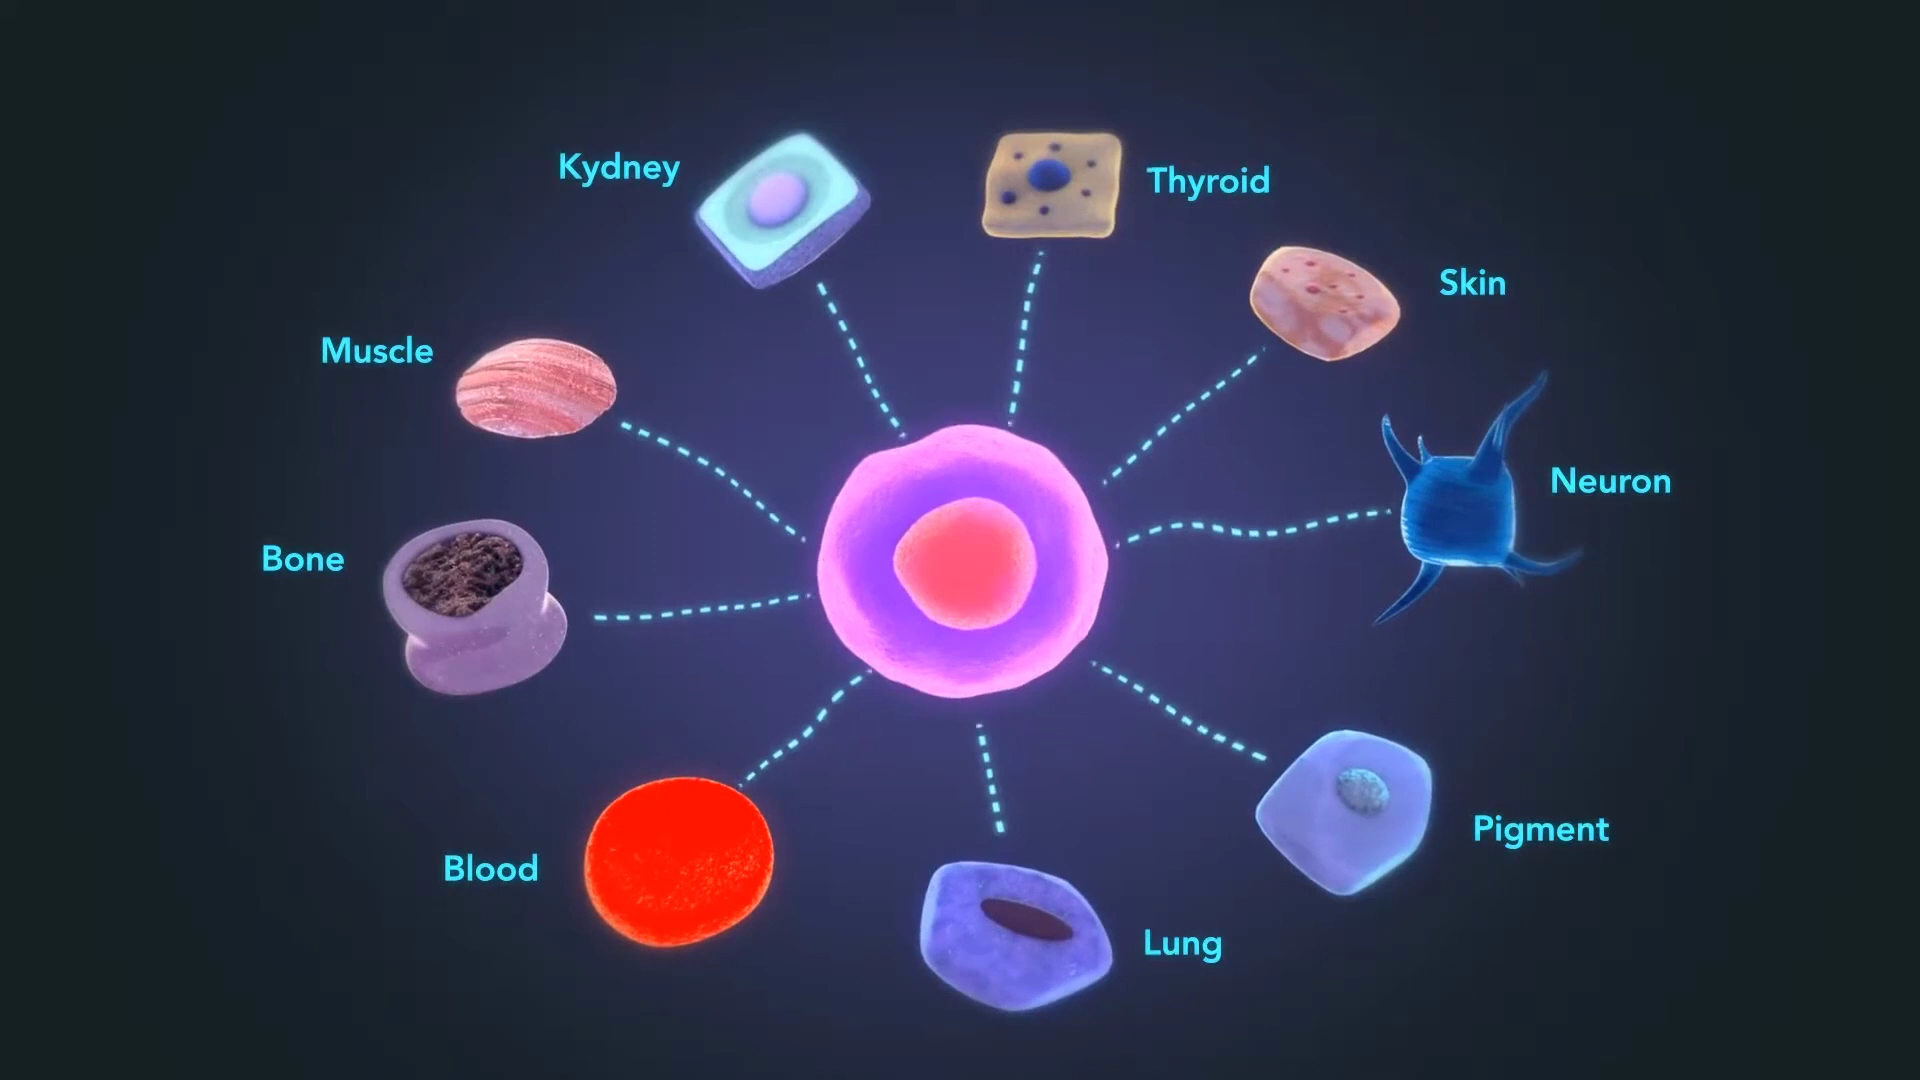 Kydney
Thyroid
Skin
Muscle
Neuron
Bone
Pigment
Blood
Lung